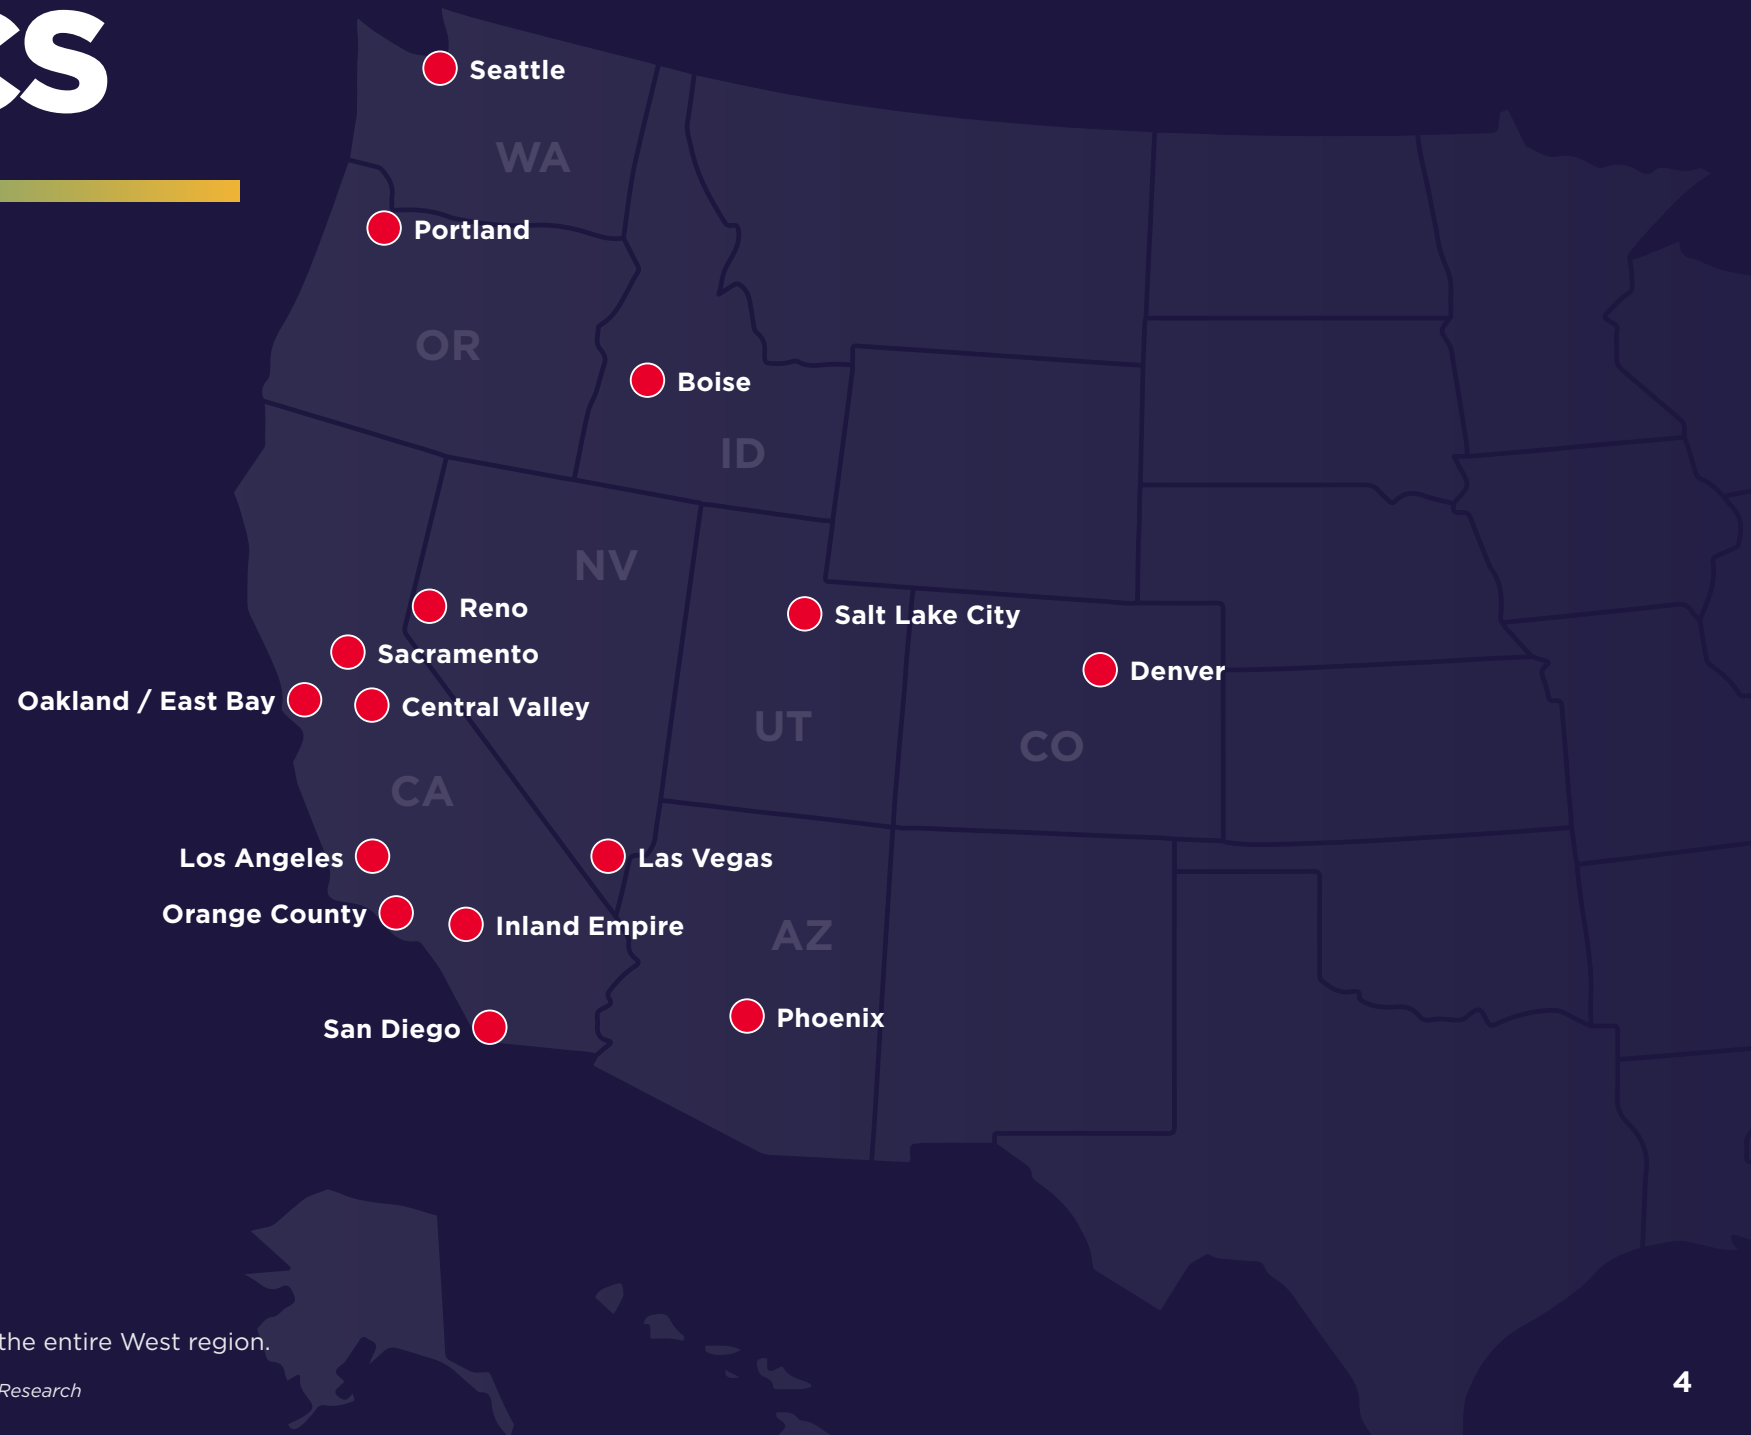 CS
Seattle
WA
Portland
OR
Boise
ID
NV
Reno
Salt Lake City
Sacramento
Denver
Oakland / East Bay
Central Valley
UT
CO
CA
Los Angeles
Las Vegas
Orange County
Inland Empire
AZ
Phoenix
San Diego
the entire West region.
Research
4